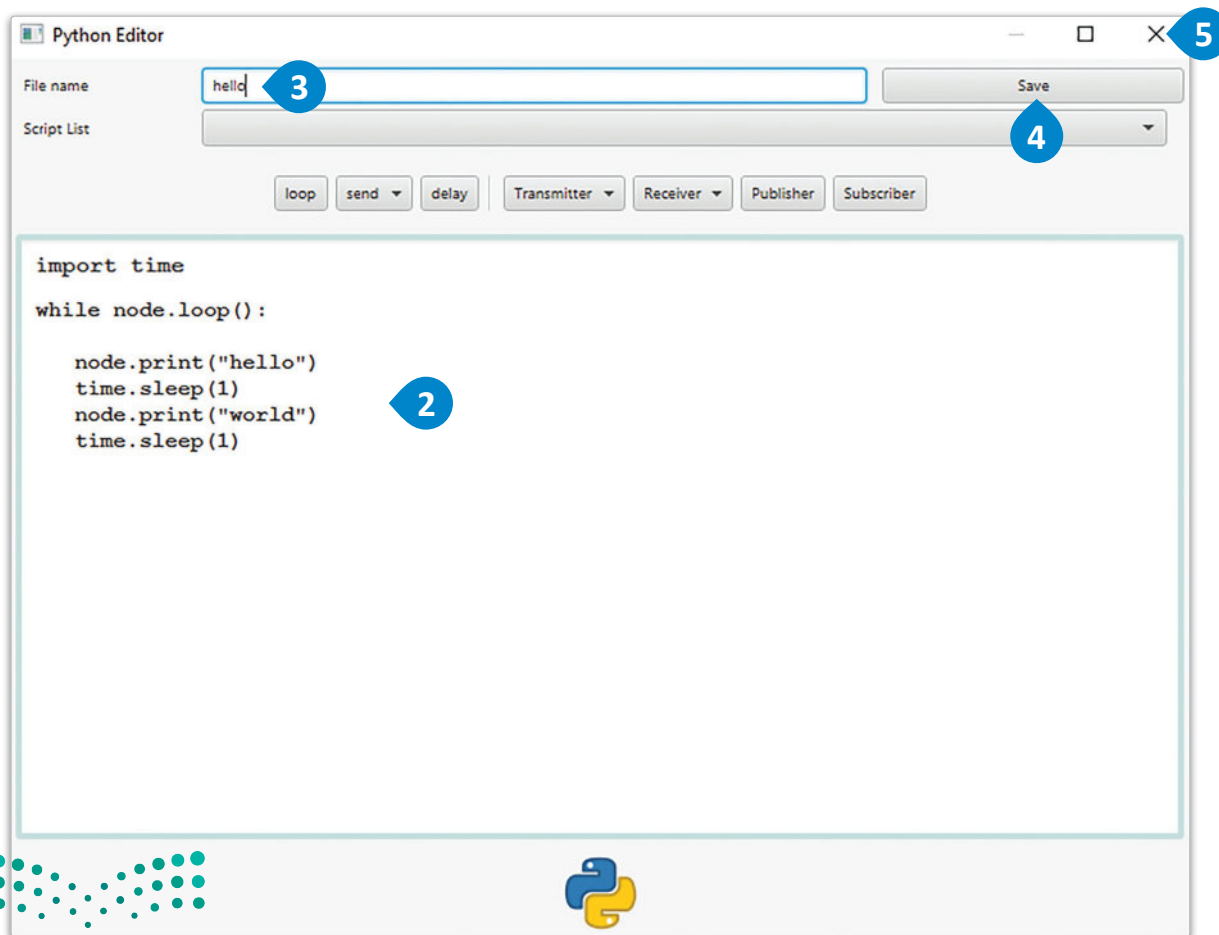 Python Editor
5
File name
hello
3
Save
Script List
4
loop
send
delay
Transmitter
Receiver
Publisher
Subscriber
import time
while node.loop():
node.print("hello")
time.sleep(1)
node.print("world")
time.sleep(1)
2